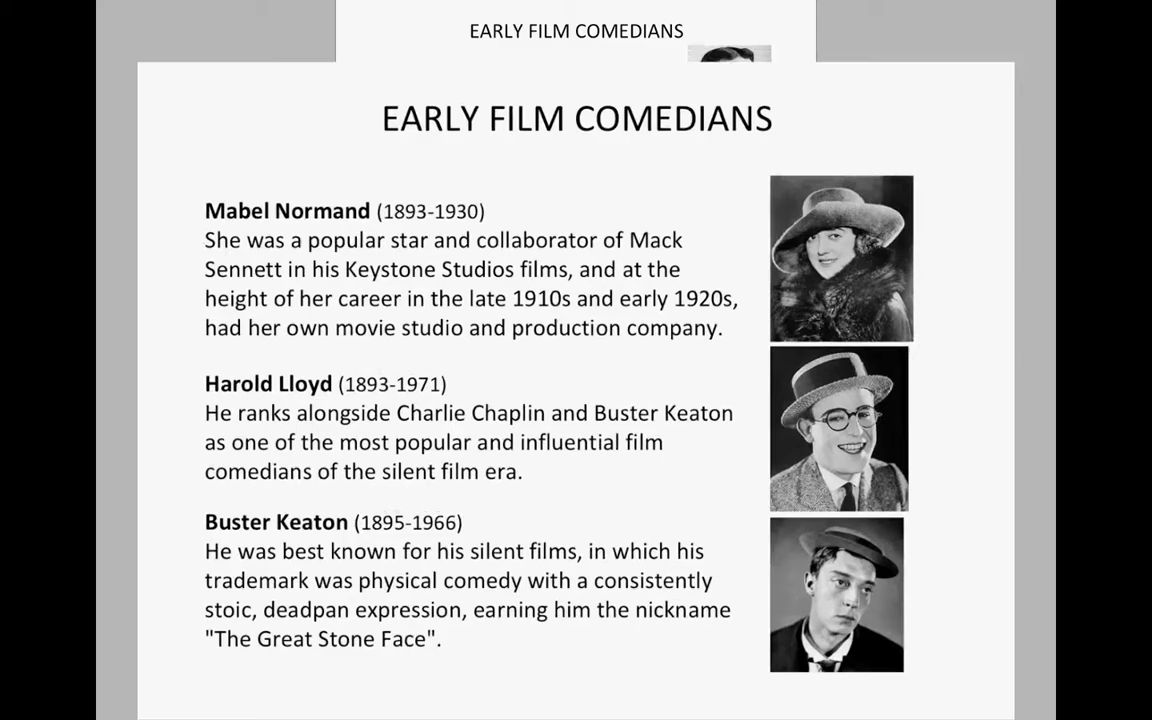 EARLY FILM COMEDIANS
EARLY FILM COMEDIANS
Mabel Normand (1893-1930)
She was a popular star and collaborator of Mack
Sennett in his Keystone Studios films, and at the
height of her career in the late 1910s and early 1920s,
had her own movie studio and production company.
Harold Lloyd (1893-1971)
He ranks alongside Charlie Chaplin and Buster Keaton
as one of the most popular and influential film
comedians of the silent film era.
Buster Keaton (1895-1966)
He was best known for his silent films, in which his
trademark was physical comedy with a consistently
stoic, deadpan expression, earning him the nickname
"The Great Stone Face".